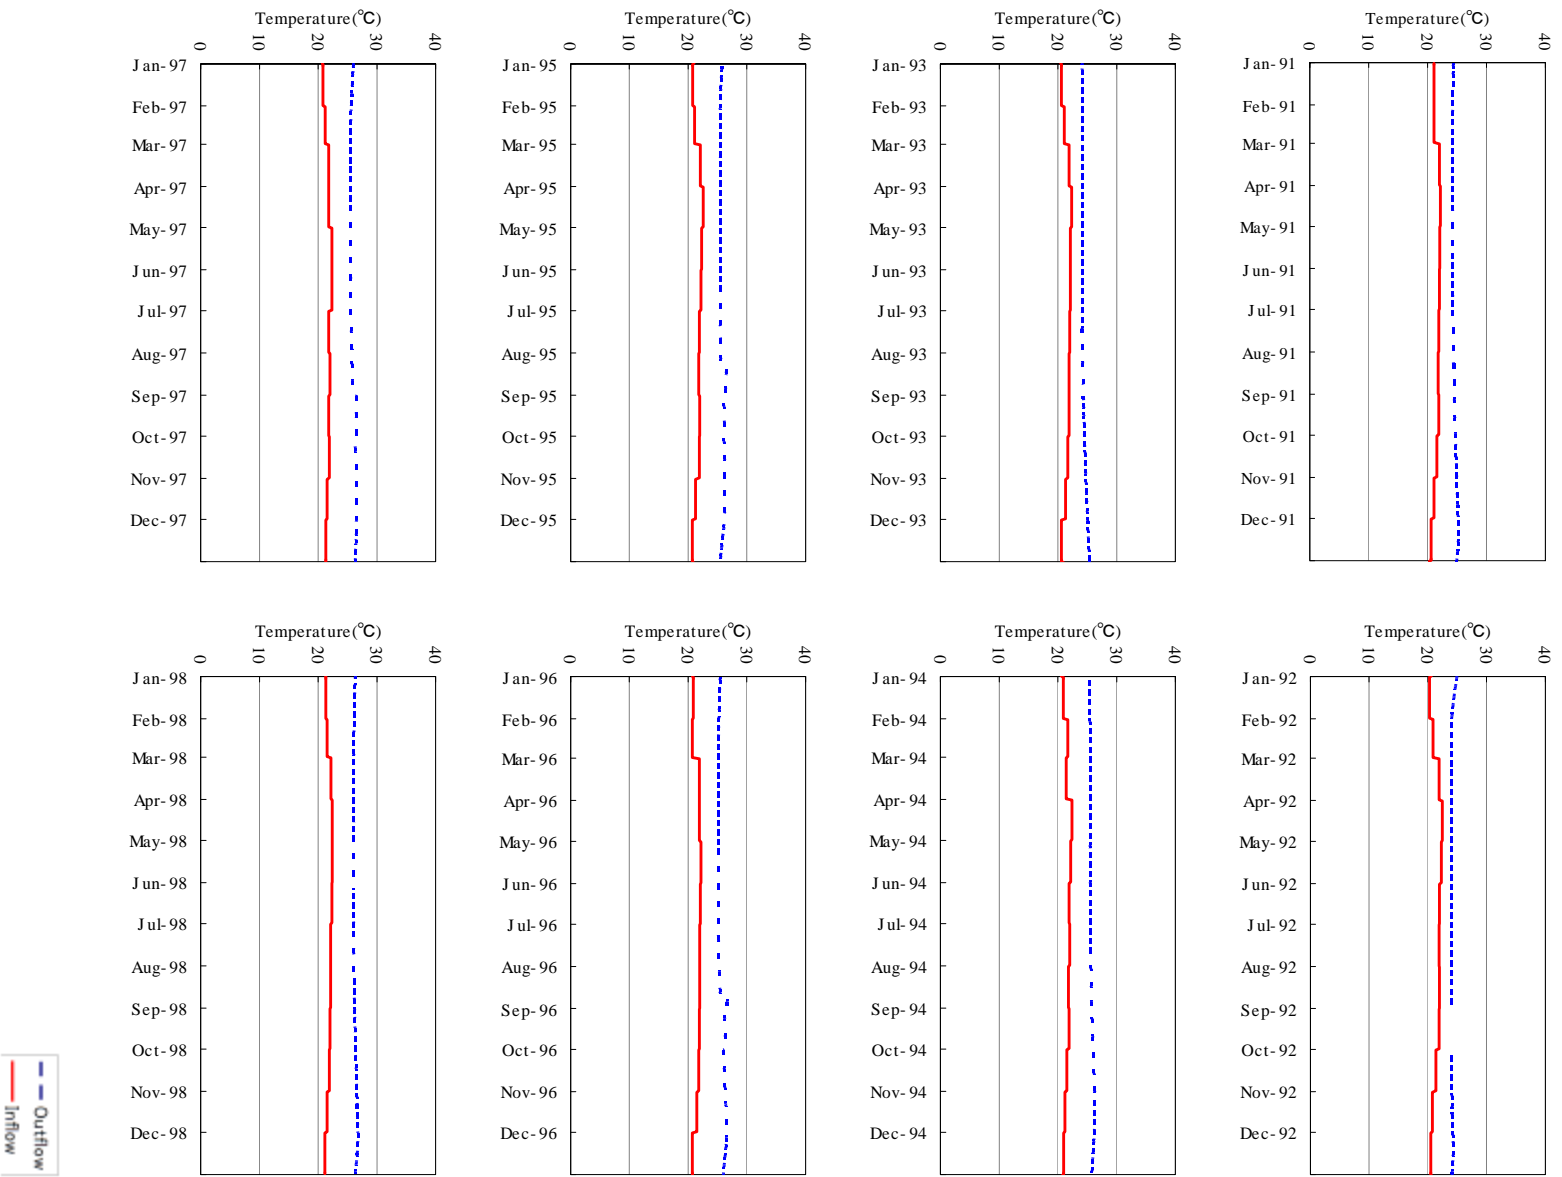 Temperature(℃)
0 10 20 30 40
Jan-97
Feb-97
Mar-97
Apr-97
May-97
Jun-97
Jul-97
Aug-97
Sep-97
Oct-97
Nov-97
Dec-97
Temperature(℃)
0 10 20 30 40
Jan-95
Feb-95
Mar-95
Apr-95
May-95
Jun-95
Jul-95
Aug-95
Sep-95
Oct-95
Nov-95
Dec-95
Temperature(℃)
0 10 20 30 40
Jan-93
Feb-93
Mar-93
Apr-93
May-93
Jun-93
Jul-93
Aug-93
Sep-93
Oct-93
Nov-93
Dec-93
Temperature(℃)
0 10 20 30 40
Jan-91
Feb-91
Mar-91
Apr-91
May-91
Jun-91
Jul-91
Aug-91
Sep-91
Oct-91
Nov-91
Dec-91
Temperature(℃)
0 10 20 30 40
Jan-98
Feb-98
Mar-98
Apr-98
May-98
Jun-98
Jul-98
Aug-98
Sep-98
Oct-98
Nov-98
Dec-98
Temperature(℃)
0 10 20 30 40
Jan-96
Feb-96
Mar-96
Apr-96
May-96
Jun-96
Jul-96
Aug-96
Sep-96
Oct-96
Nov-96
Dec-96
Temperature(℃)
0 10 20 30 40
Jan-94
Feb-94
Mar-94
Apr-94
May-94
Jun-94
Jul-94
Aug-94
Sep-94
Oct-94
Nov-94
Dec-94
Temperature(℃)
0 10 20 30 40
Jan-92
Feb-92
Mar-92
Apr-92
May-92
Jun-92
Jul-92
Aug-92
Sep-92
Oct-92
Nov-92
Dec-92
Outflow
Inflow